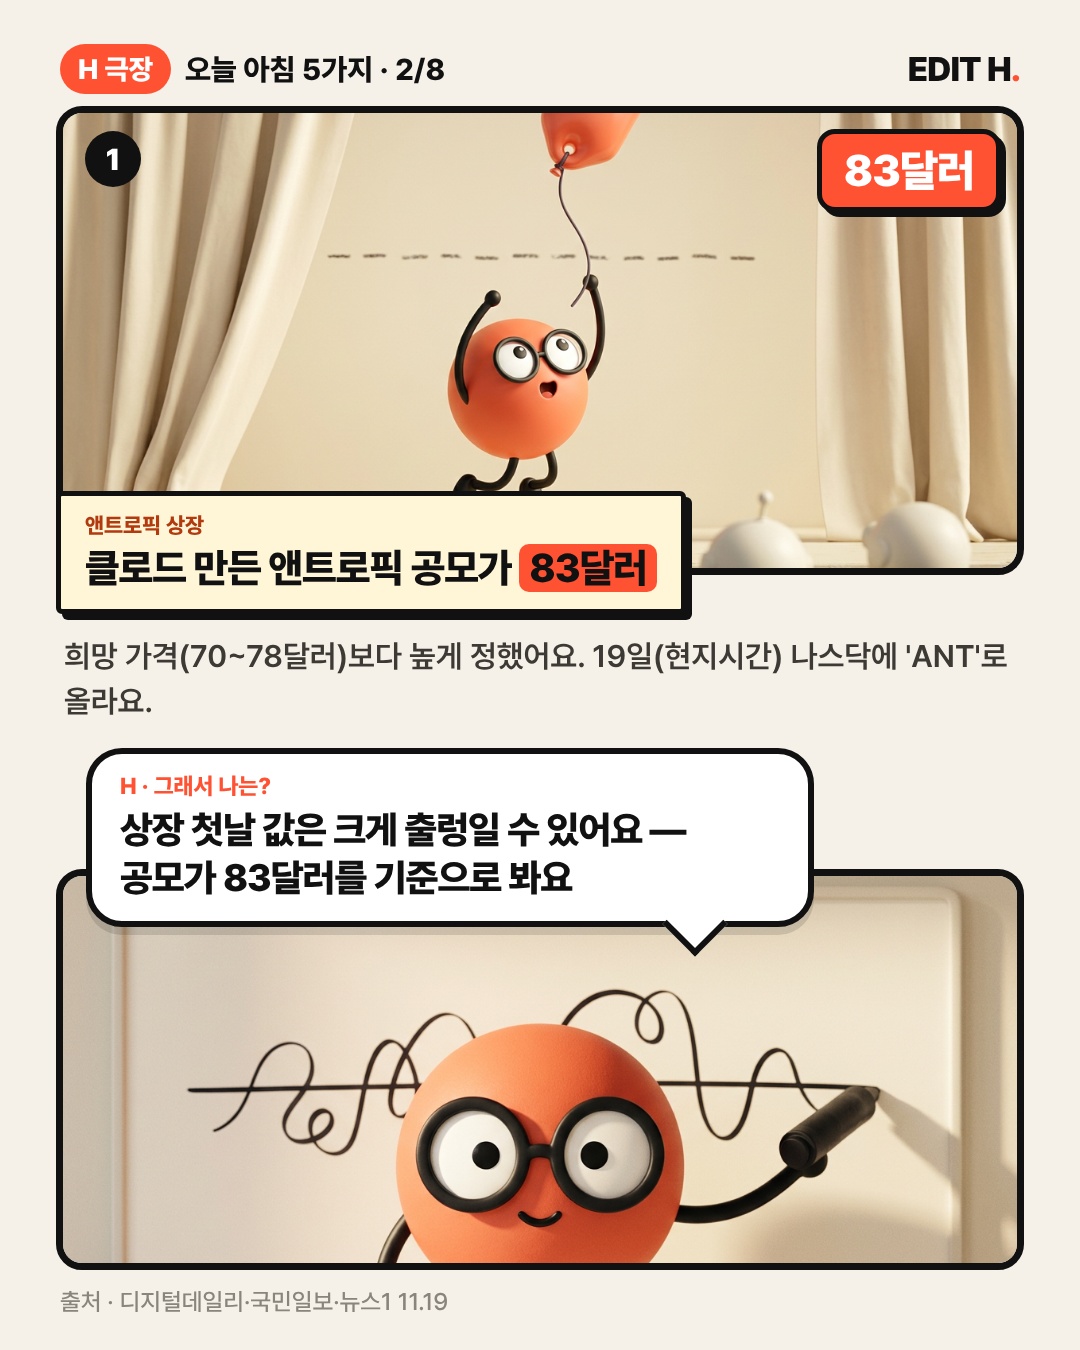 H 극장 오늘 아침 5가지 · 2/8
EDIT H.
1
83달러
앤트로픽 상장
클로드 만든 앤트로픽 공모가 83달러
희망 가격(70~78달러)보다 높게 정했어요. 19일(현지시간) 나스닥에 'ANT'로
올라요.
H · 그래서 나는?
상장 첫날 값은 크게 출렁일 수 있어요 —
공모가 83달러를 기준으로 봐요
출처 · 디지털데일리·국민일보·뉴스1 11.19